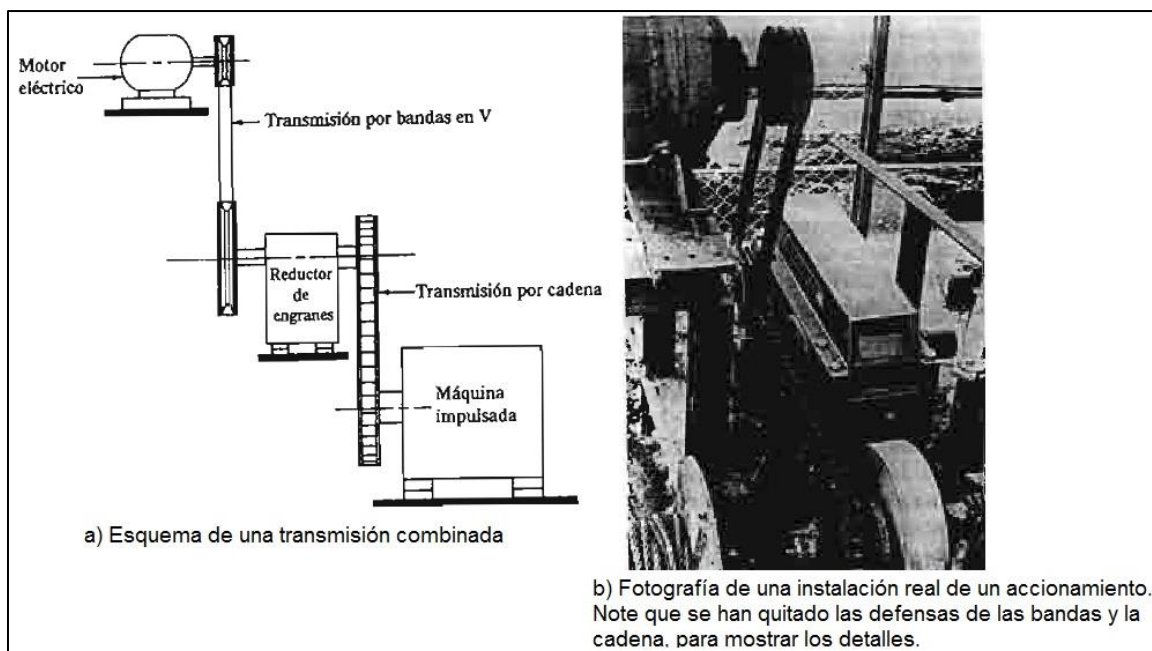 Motor
eléctrico
Transmisión por bandas en V
Reductor
de
engranes
Transmisión por cadena
Máquina
impulsada
a) Esquema de una transmisión combinada
b) Fotografía de una instalación real de un accionamiento.
Note que se han quitado las defensas de las bandas y la
cadena, para mostrar los detalles.